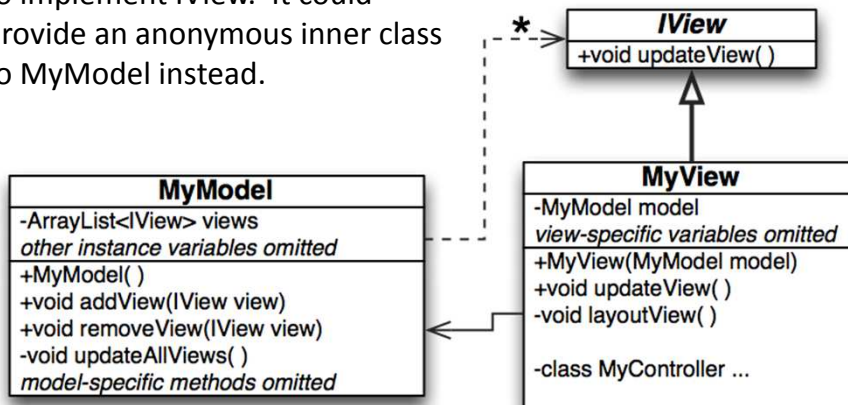 to implement IView. It could
provide an anonymous inner class
to MyModel instead.
*
IView
+void updateView( )
MyModel
-ArrayList<IView> views
other instance variables omitted
+MyModel( )
+void addView(IView view)
+void removeView(IView view)
-void updateAllViews( )
model-specific methods omitted
MyView
-MyModel model
view-specific variables omitted
+MyView(MyModel model)
+void updateView( )
-void layoutView( )
-class MyController ...